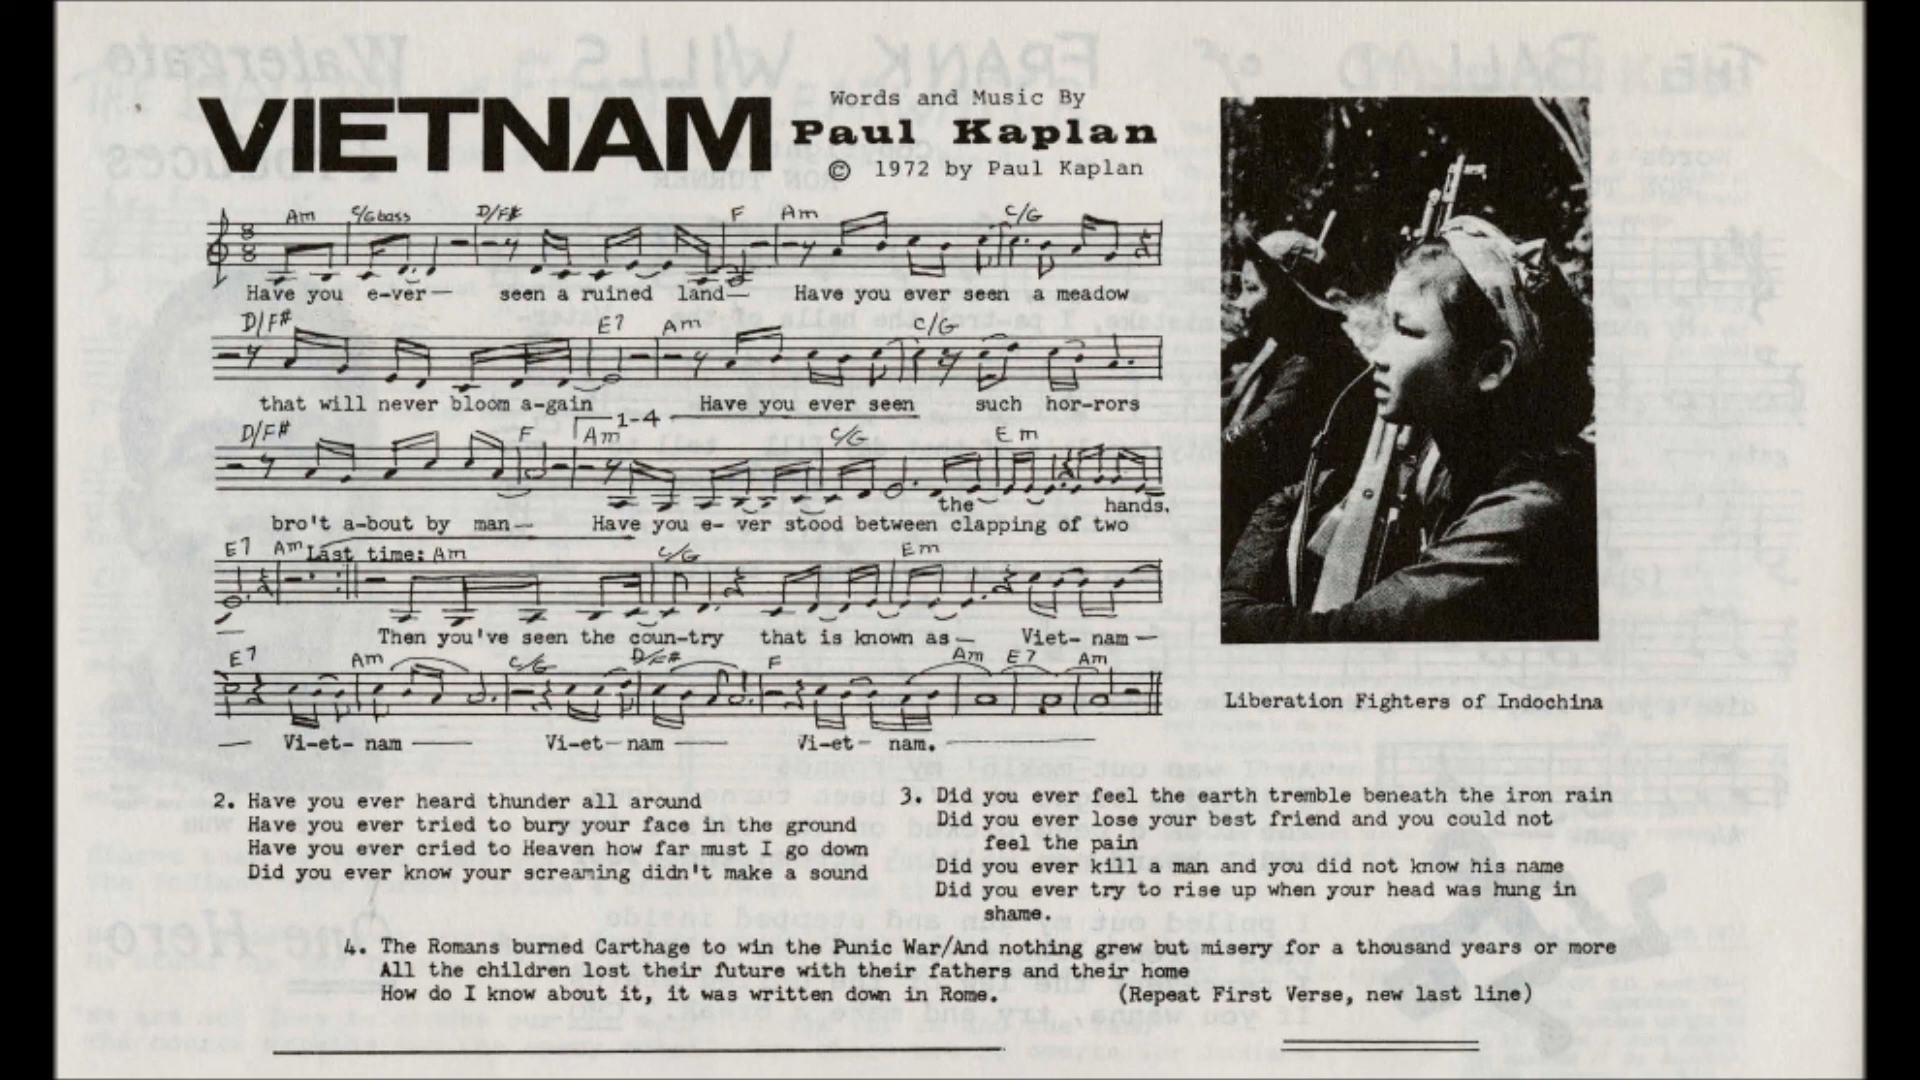 VIETNAM
Words and Music By
Paul Kaplan
© 1972 by Paul Kaplan
Am C/Gbass D/F# F Am C/G
8
8
Have you e-ver— seen a ruined land— Have you ever seen a meadow
D/F# E7 Am C/G
that will never bloom a-gain Have you ever seen such hor-rors
D/F# F Am 1-4 C/G Em
bro't a-bout by man— Have you e- ver stood between the clapping of two hands.
E7 Am Last time: Am C/G Em
Then you've seen the coun-try that is known as— Viet- nam—
E7 Am C/G D/F# F Am E7 Am
— Vi-et- nam —— Vi-et- nam —— Vi-et- nam. ———
Liberation Fighters of Indochina
2. Have you ever heard thunder all around
Have you ever tried to bury your face in the ground
Have you ever cried to Heaven how far must I go down
Did you ever know your screaming didn't make a sound
3. Did you ever feel the earth tremble beneath the iron rain
Did you ever lose your best friend and you could not
feel the pain
Did you ever kill a man and you did not know his name
Did you ever try to rise up when your head was hung in
shame.
4. The Romans burned Carthage to win the Punic War/And nothing grew but misery for a thousand years or more
All the children lost their future with their fathers and their home
How do I know about it, it was written down in Rome. (Repeat First Verse, new last line)